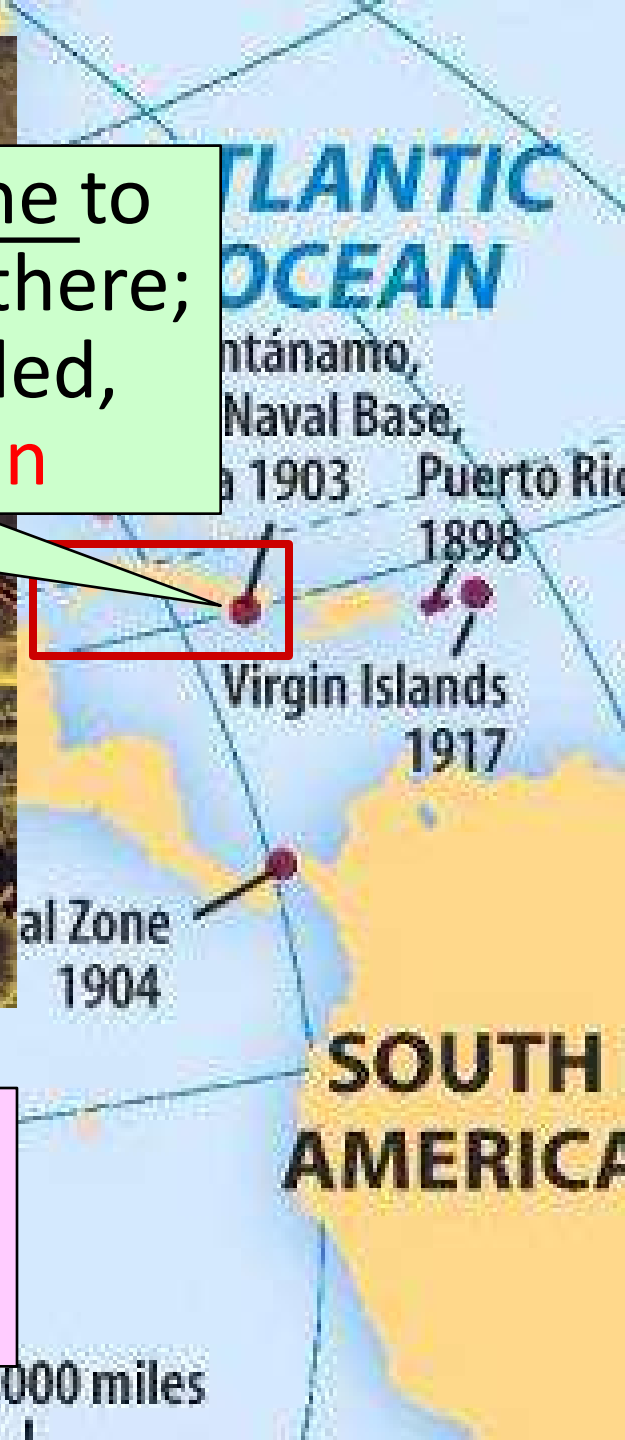 ne to
there;
led,
n
TLANTIC
OCEAN
ntánamo,
Naval Base,
a 1903
Puerto Ric
1898
Virgin Islands
1917
al Zone
1904
SOUTH
AMERICA
000 miles